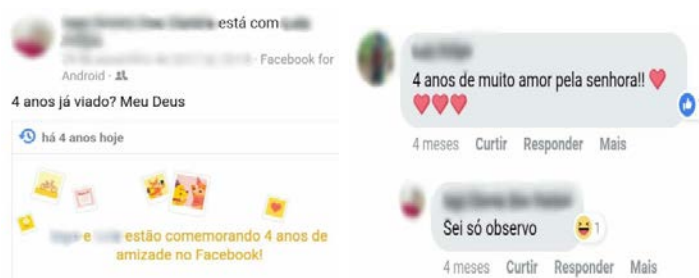 está com
Facebook for
Android
4 anos já viado? Meu Deus
há 4 anos hoje
e estão comemorando 4 anos de
amizade no Facebook!
4 anos de muito amor pela senhora!!
4 meses Curtir Responder Mais
Sei só observo 1
4 meses Curtir Responder Mais